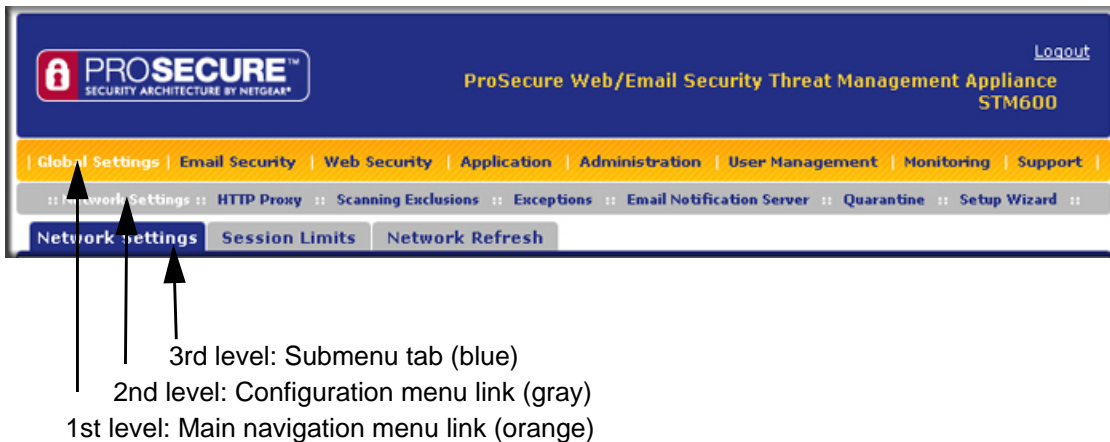 Logout
PROSECURE™
SECURITY ARCHITECTURE BY NETGEAR®
ProSecure Web/Email Security Threat Management Appliance
STM600
| Global Settings | Email Security | Web Security | Application | Administration | User Management | Monitoring | Support |
:: Network Settings :: HTTP Proxy :: Scanning Exclusions :: Exceptions :: Email Notification Server :: Quarantine :: Setup Wizard ::
Network Settings Session Limits Network Refresh
3rd level: Submenu tab (blue)
2nd level: Configuration menu link (gray)
1st level: Main navigation menu link (orange)